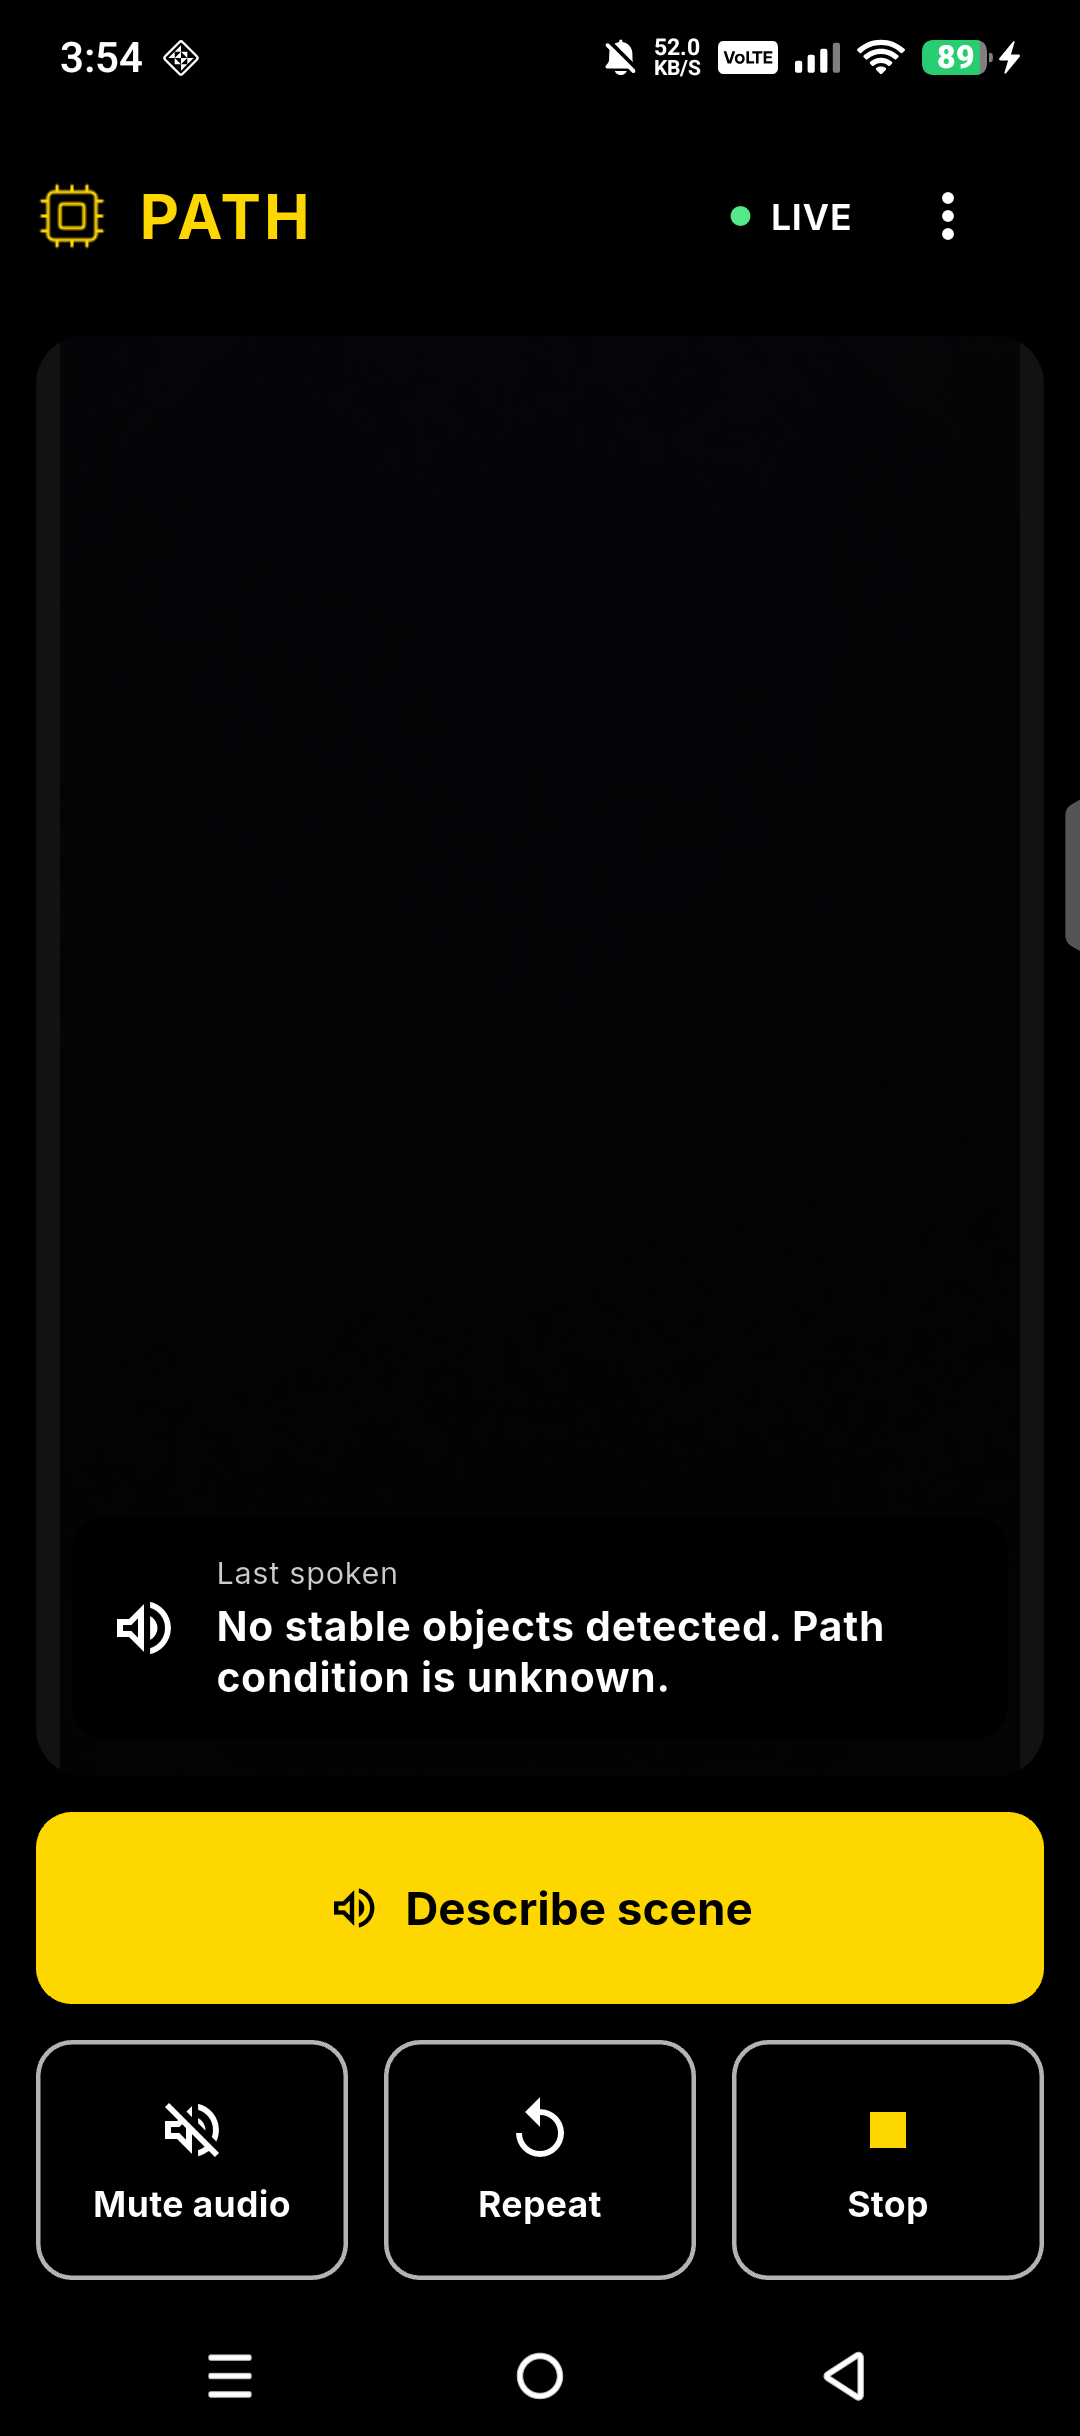 3:54
52.0
KB/S
VoLTE
89
PATH
LIVE
Last spoken
No stable objects detected. Path
condition is unknown.
Describe scene
Mute audio
Repeat
Stop